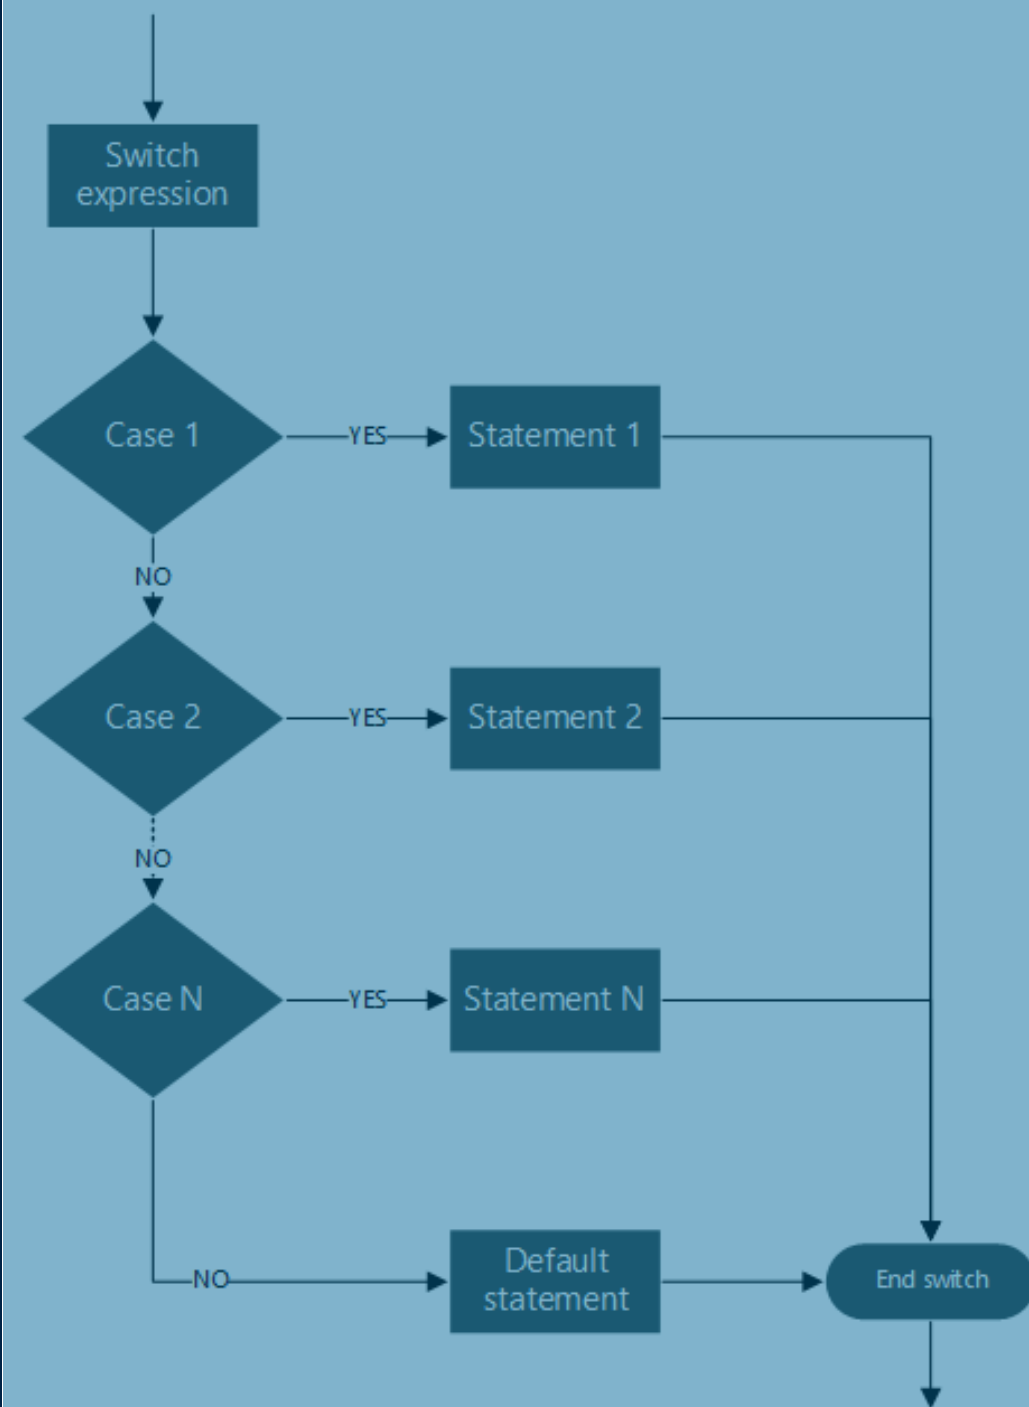 Switch
expression
Case 1
YES
Statement 1
NO
Case 2
YES
Statement 2
NO
Case N
YES
Statement N
NO
Default
statement
End switch